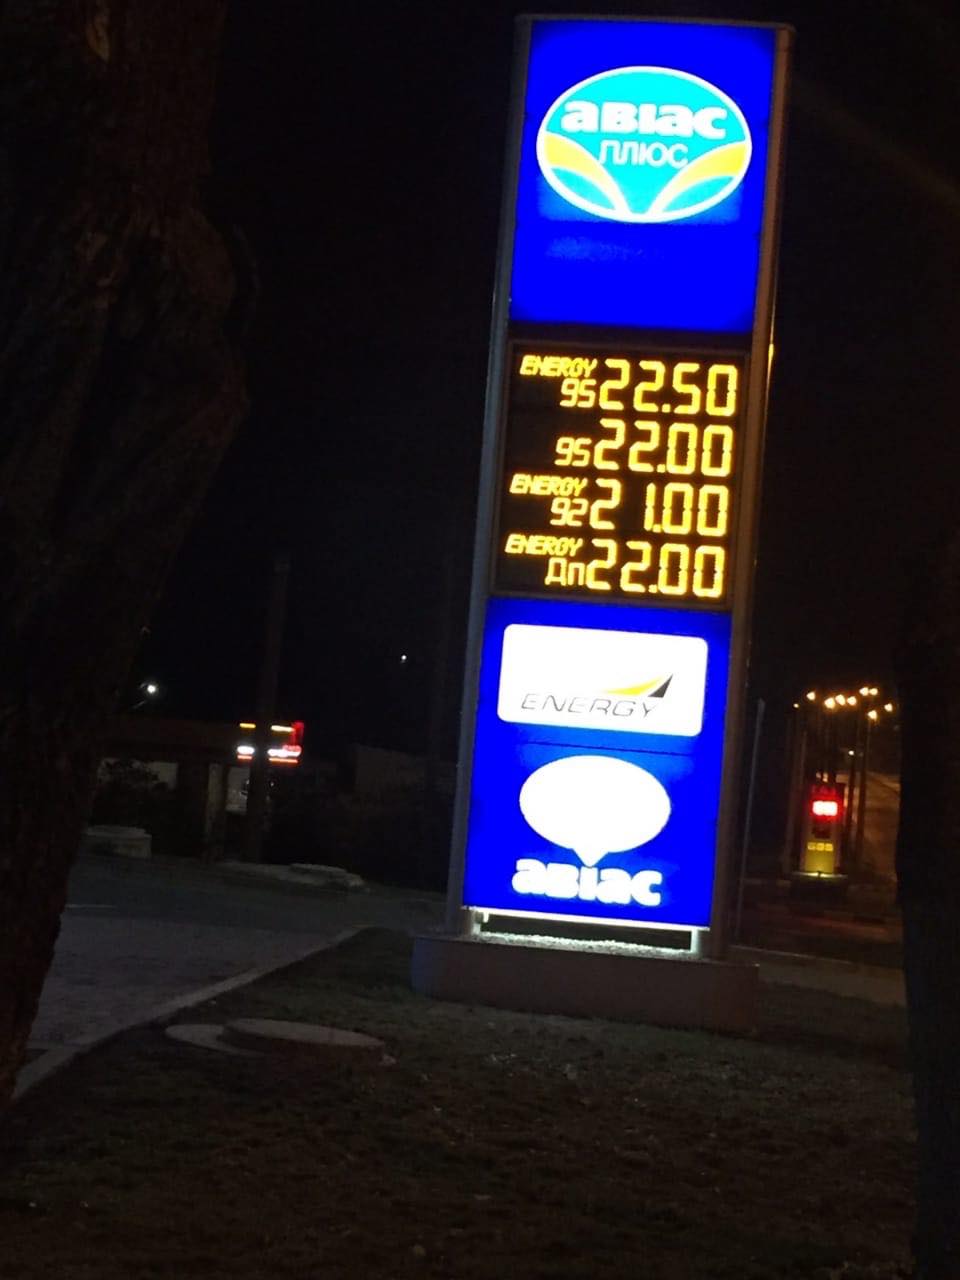 авіас
плюс
ENERGY
95 22.50
95 22.00
ENERGY
92 21.00
ENERGY
Дп 22.00
ENERGY
авіас